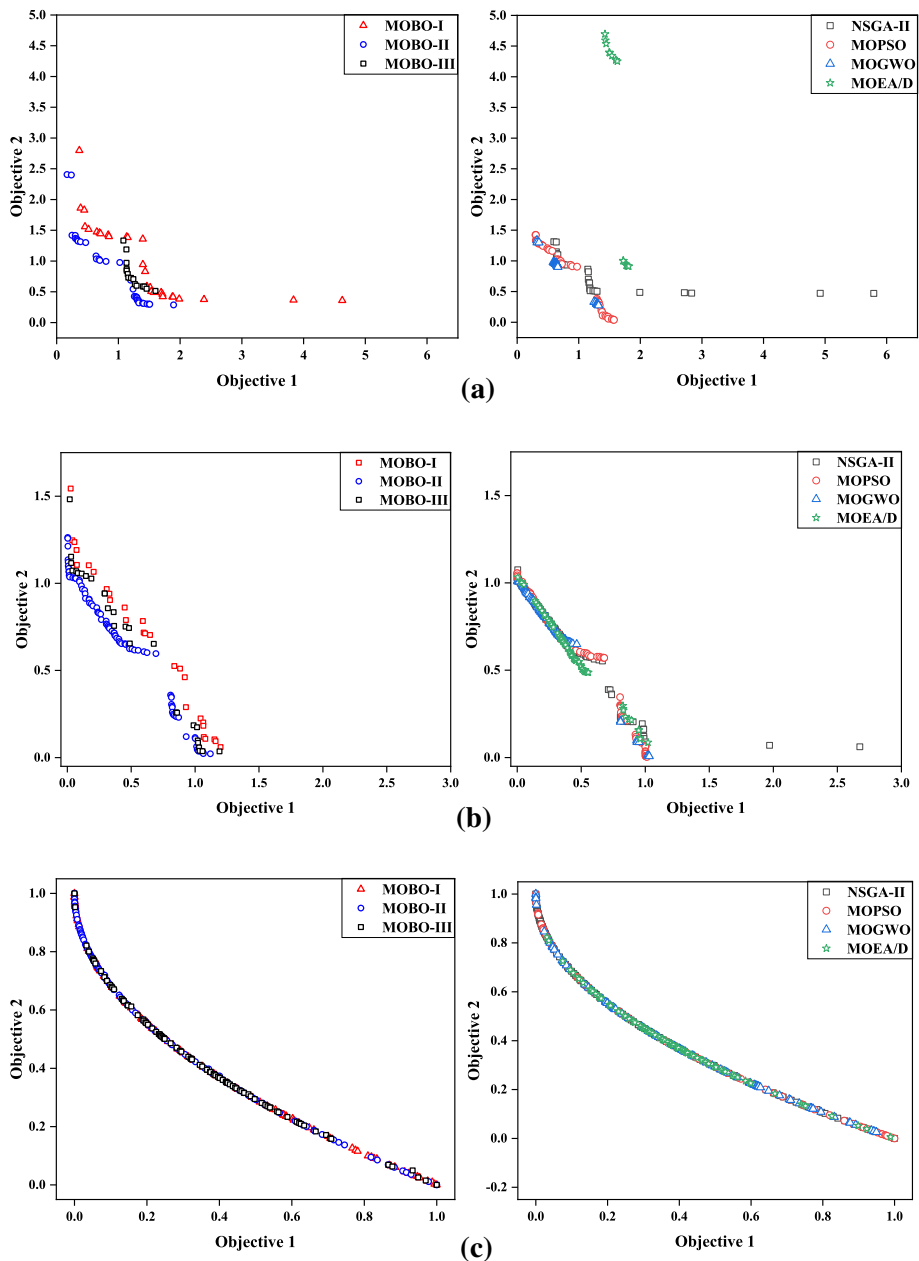 MOBO-I
MOBO-II
MOBO-III
5.0
4.5
4.0
3.5
3.0
2.5
2.0
1.5
1.0
0.5
0.0
Objective 2
0 1 2 3 4 5 6
Objective 1
NSGA-II
MOPSO
MOGWO
MOEA/D
5.0
4.5
4.0
3.5
3.0
2.5
2.0
1.5
1.0
0.5
0.0
Objective 2
0 1 2 3 4 5 6
Objective 1
(a)
MOBO-I
MOBO-II
MOBO-III
1.5
1.0
0.5
0.0
Objective 2
0.0 0.5 1.0 1.5 2.0 2.5 3.0
Objective 1
NSGA-II
MOPSO
MOGWO
MOEA/D
1.5
1.0
0.5
0.0
Objective 2
0.0 0.5 1.0 1.5 2.0 2.5 3.0
Objective 1
(b)
MOBO-I
MOBO-II
MOBO-III
1.0
0.8
0.6
0.4
0.2
0.0
Objective 2
0.0 0.2 0.4 0.6 0.8 1.0
Objective 1
NSGA-II
MOPSO
MOGWO
MOEA/D
1.0
0.8
0.6
0.4
0.2
0.0
-0.2
Objective 2
0.0 0.2 0.4 0.6 0.8 1.0
Objective 1
(c)